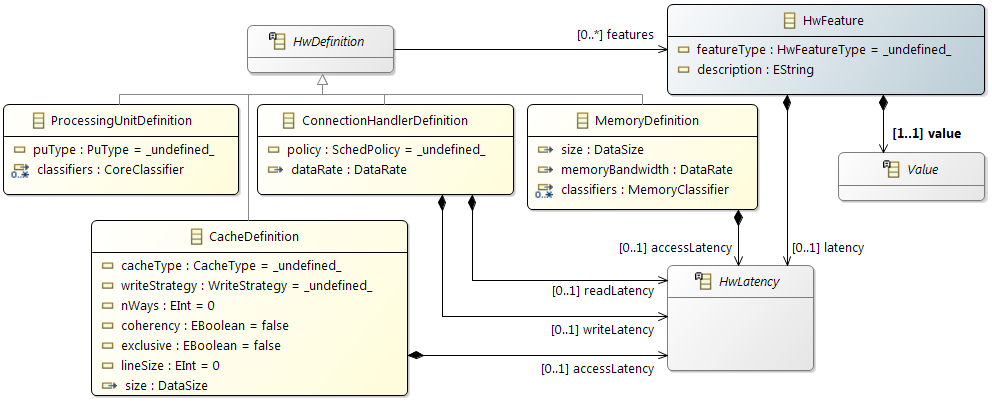 HwDefinition
[0..*] features
HwFeature
featureType : HwFeatureType = _undefined_
description : EString
ProcessingUnitDefinition
puType : PuType = _undefined_
classifiers : CoreClassifier
ConnectionHandlerDefinition
policy : SchedPolicy = _undefined_
dataRate : DataRate
MemoryDefinition
size : DataSize
memoryBandwidth : DataRate
classifiers : MemoryClassifier
[1..1] value
Value
CacheDefinition
cacheType : CacheType = _undefined_
writeStrategy : WriteStrategy = _undefined_
nWays : EInt = 0
coherency : EBoolean = false
exclusive : EBoolean = false
lineSize : EInt = 0
size : DataSize
[0..1] accessLatency
[0..1] latency
HwLatency
[0..1] readLatency
[0..1] writeLatency
[0..1] accessLatency